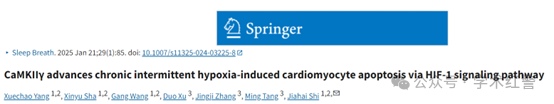 Springer
• Sleep Breath. 2025 Jan 21;29(1):85. doi: 10.1007/s11325-024-03225-8
CaMKIIγ advances chronic intermittent hypoxia-induced cardiomyocyte apoptosis via HIF-1 signaling pathway
Xuechao Yang 1,2, Xinyu Sha 1,2, Gang Wang 1,2, Duo Xu 3, Jingji Zhang 3, Ming Tang 3, Jiahai Shi 1,2,
公众号 · 学术红警